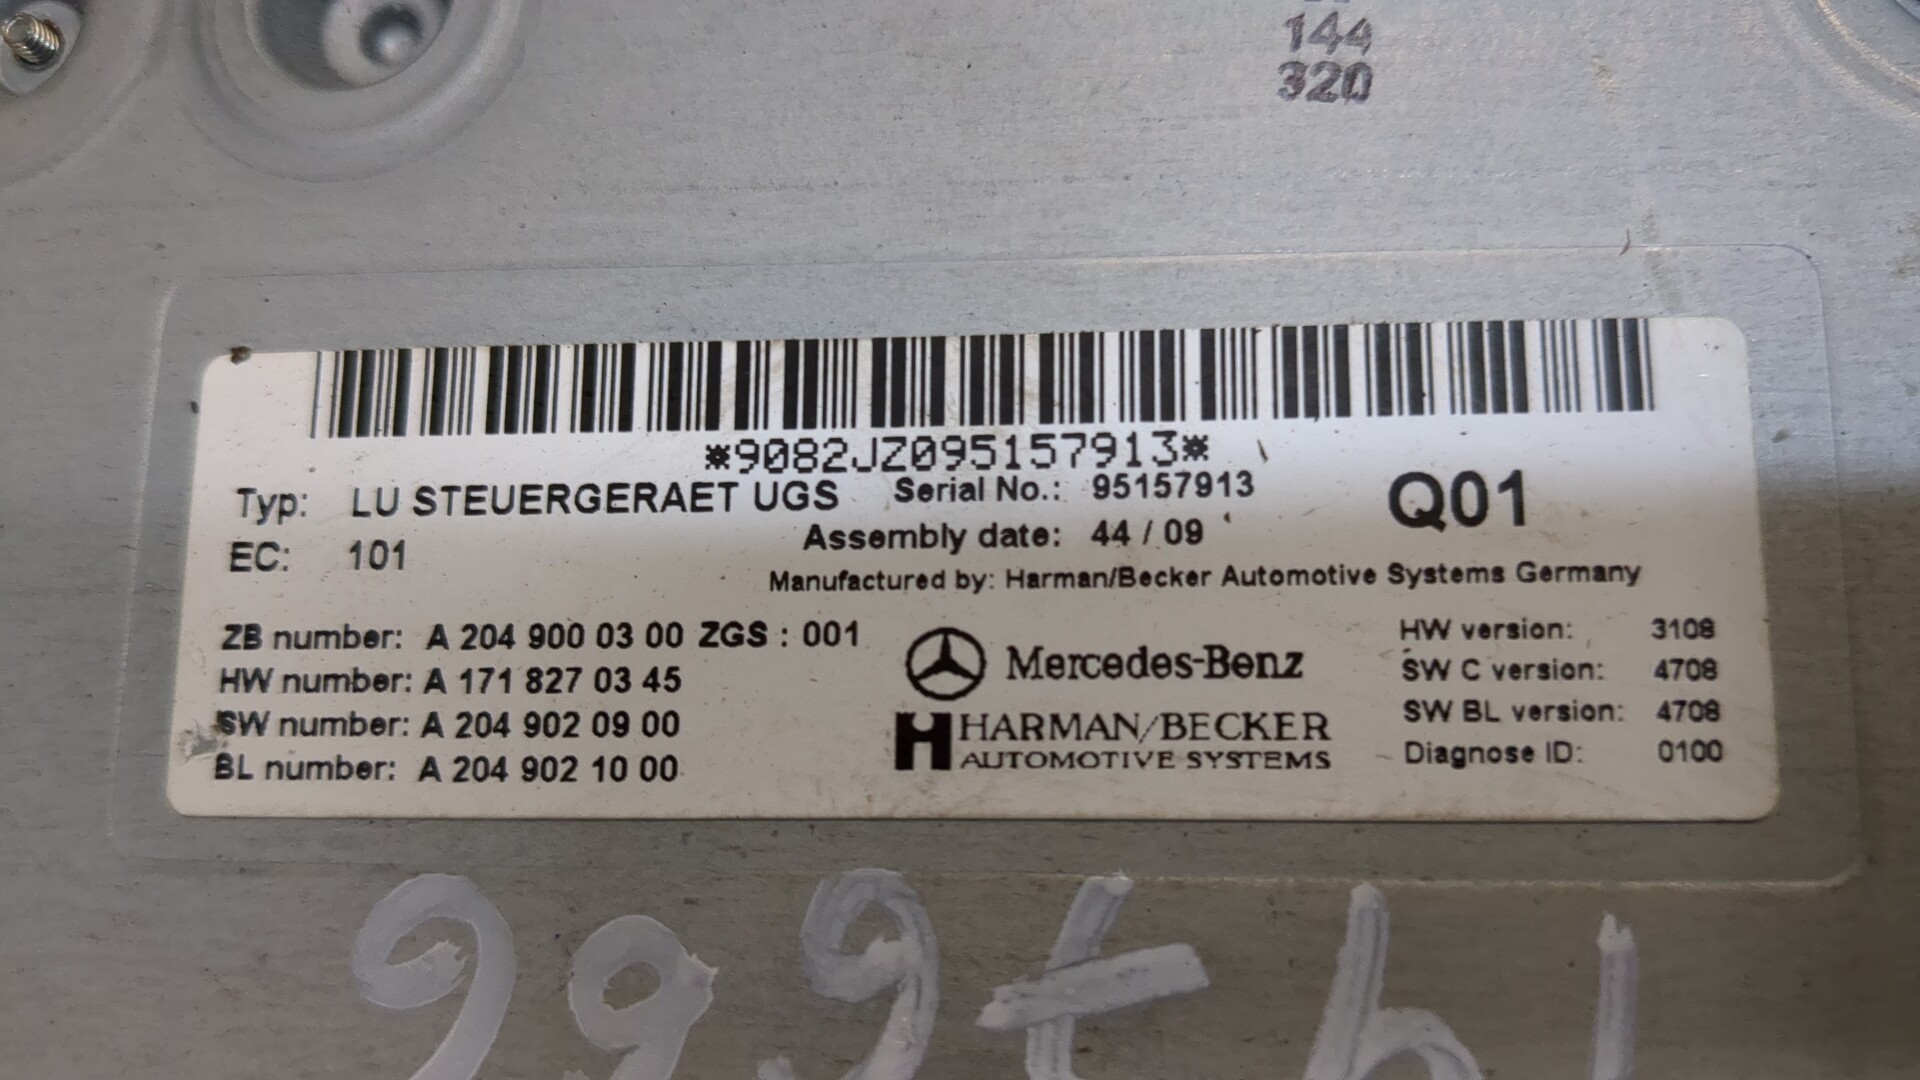 144
320
*9082JZ095157913*
Typ: LU STEUERGERAET UGS Serial No.: 95157913 Q01
EC: 101 Assembly date: 44 / 09
Manufactured by: Harman/Becker Automotive Systems Germany
ZB number: A 204 900 03 00 ZGS : 001
HW number: A 171 827 03 45
SW number: A 204 902 09 00
BL number: A 204 902 10 00
Mercedes-Benz
HARMAN/BECKER
AUTOMOTIVE SYSTEMS
HW version: 3108
SW C version: 4708
SW BL version: 4708
Diagnose ID: 0100